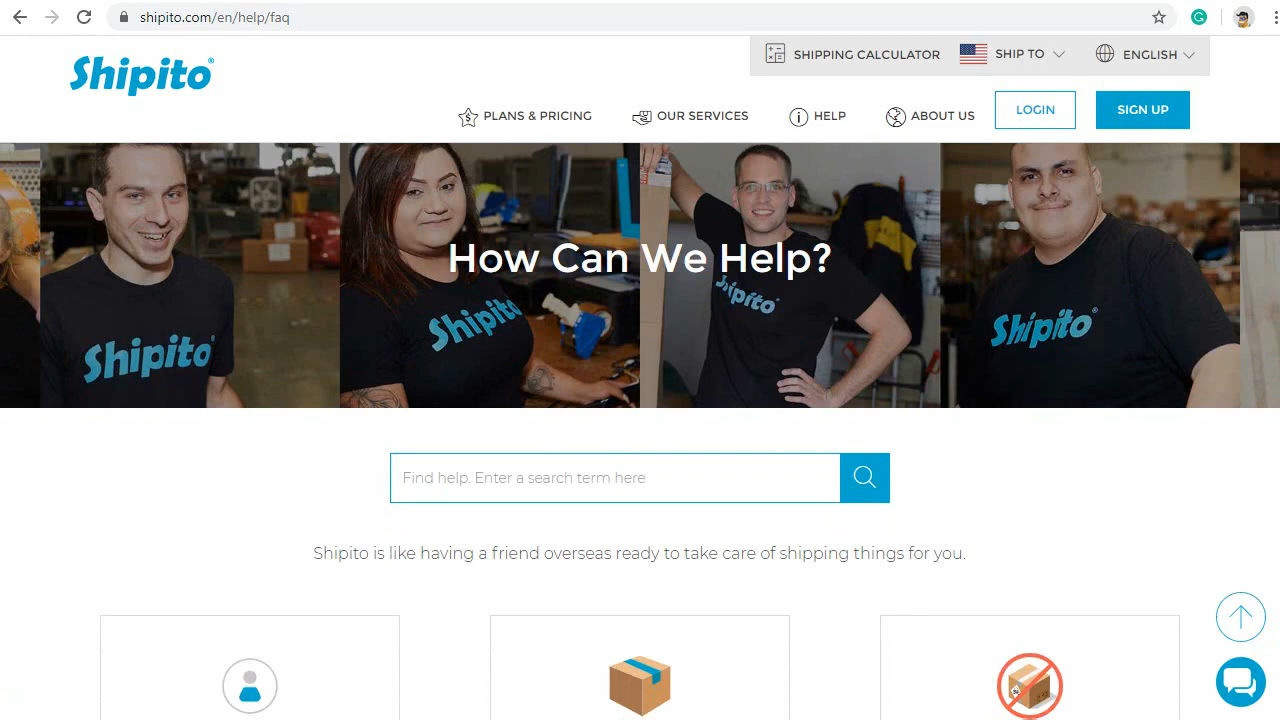 shipito.com/en/help/faq
Shipito®
SHIPPING CALCULATOR
SHIP TO
ENGLISH
PLANS & PRICING
OUR SERVICES
HELP
ABOUT US
LOGIN
SIGN UP
How Can We Help?
Shipito
Shipito
Shipito
Shipito®
Find help. Enter a search term here
Shipito is like having a friend overseas ready to take care of shipping things for you.